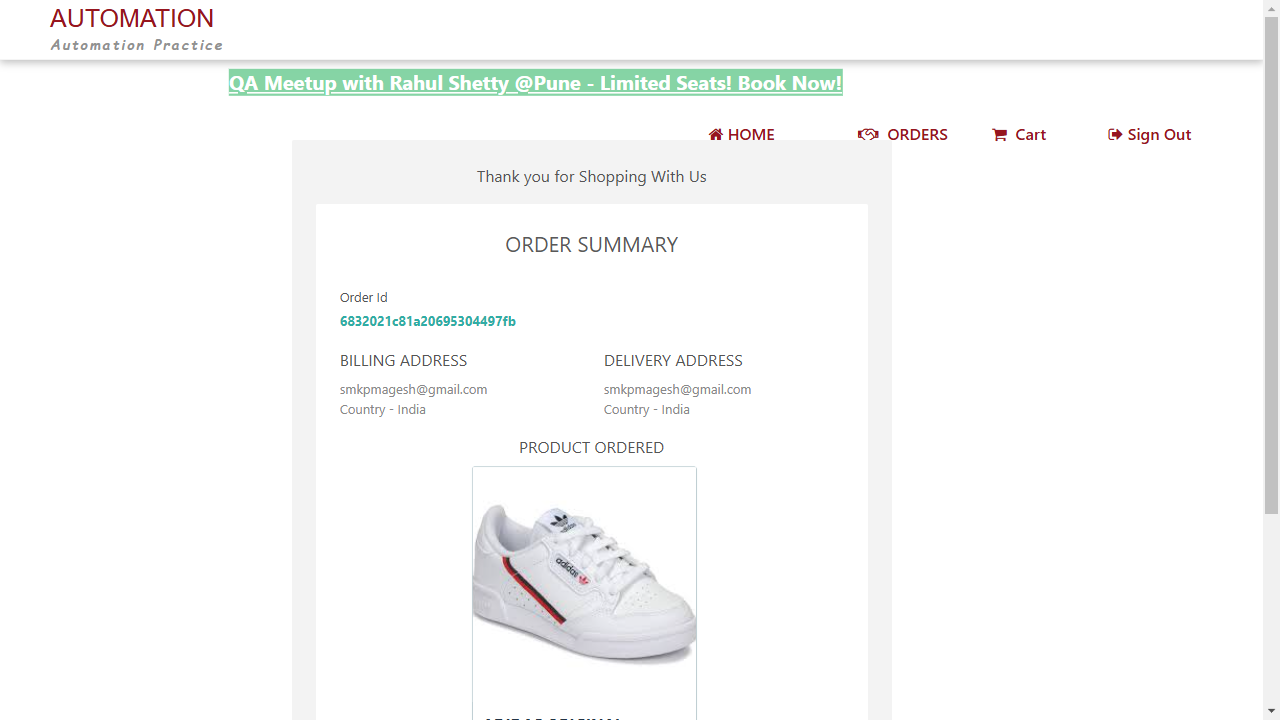 AUTOMATION
Automation Practice
QA Meetup with Rahul Shetty @Pune - Limited Seats! Book Now!
HOME
ORDERS
Cart
Sign Out
Thank you for Shopping With Us
ORDER SUMMARY
Order Id
6832021c81a20695304497fb
BILLING ADDRESS
DELIVERY ADDRESS
smkpmagesh@gmail.com
smkpmagesh@gmail.com
Country - India
Country - India
PRODUCT ORDERED
adidas
adidas